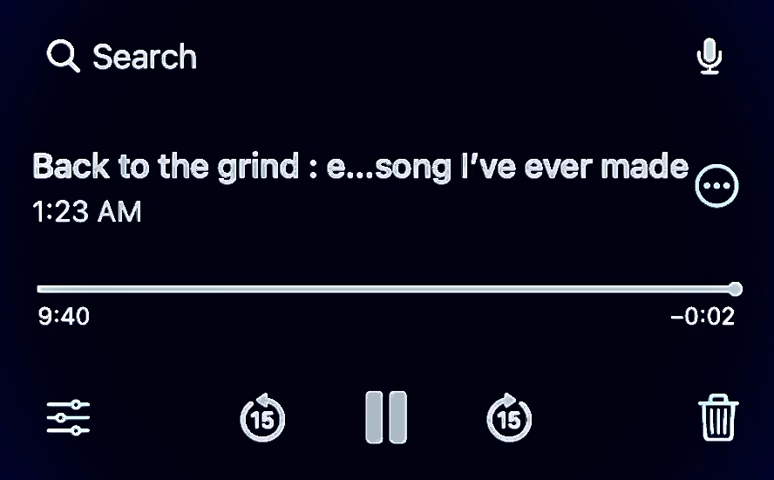 Search
Back to the grind : e...song I've ever made
1:23 AM
9:40
–0:02
15
15